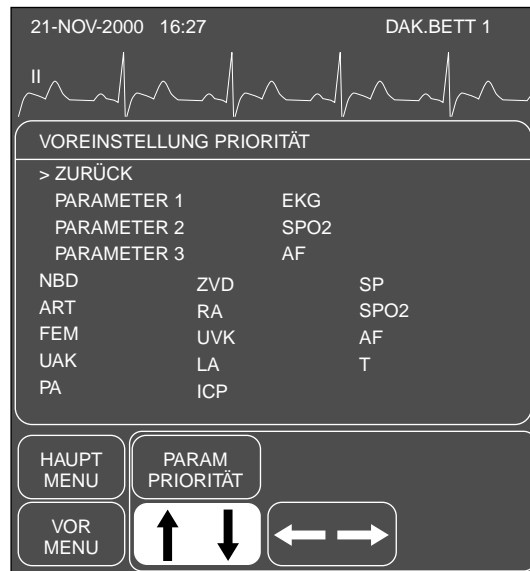 21-NOV-2000 16:27 DAK.BETT 1
II
VOREINSTELLUNG PRIORITÄT
> ZURÜCK
PARAMETER 1 EKG
PARAMETER 2 SPO2
PARAMETER 3 AF
NBD ZVD SP
ART RA SPO2
FEM UVK AF
UAK LA T
PA ICP
HAUPT MENU
PARAM PRIORITÄT
VOR MENU